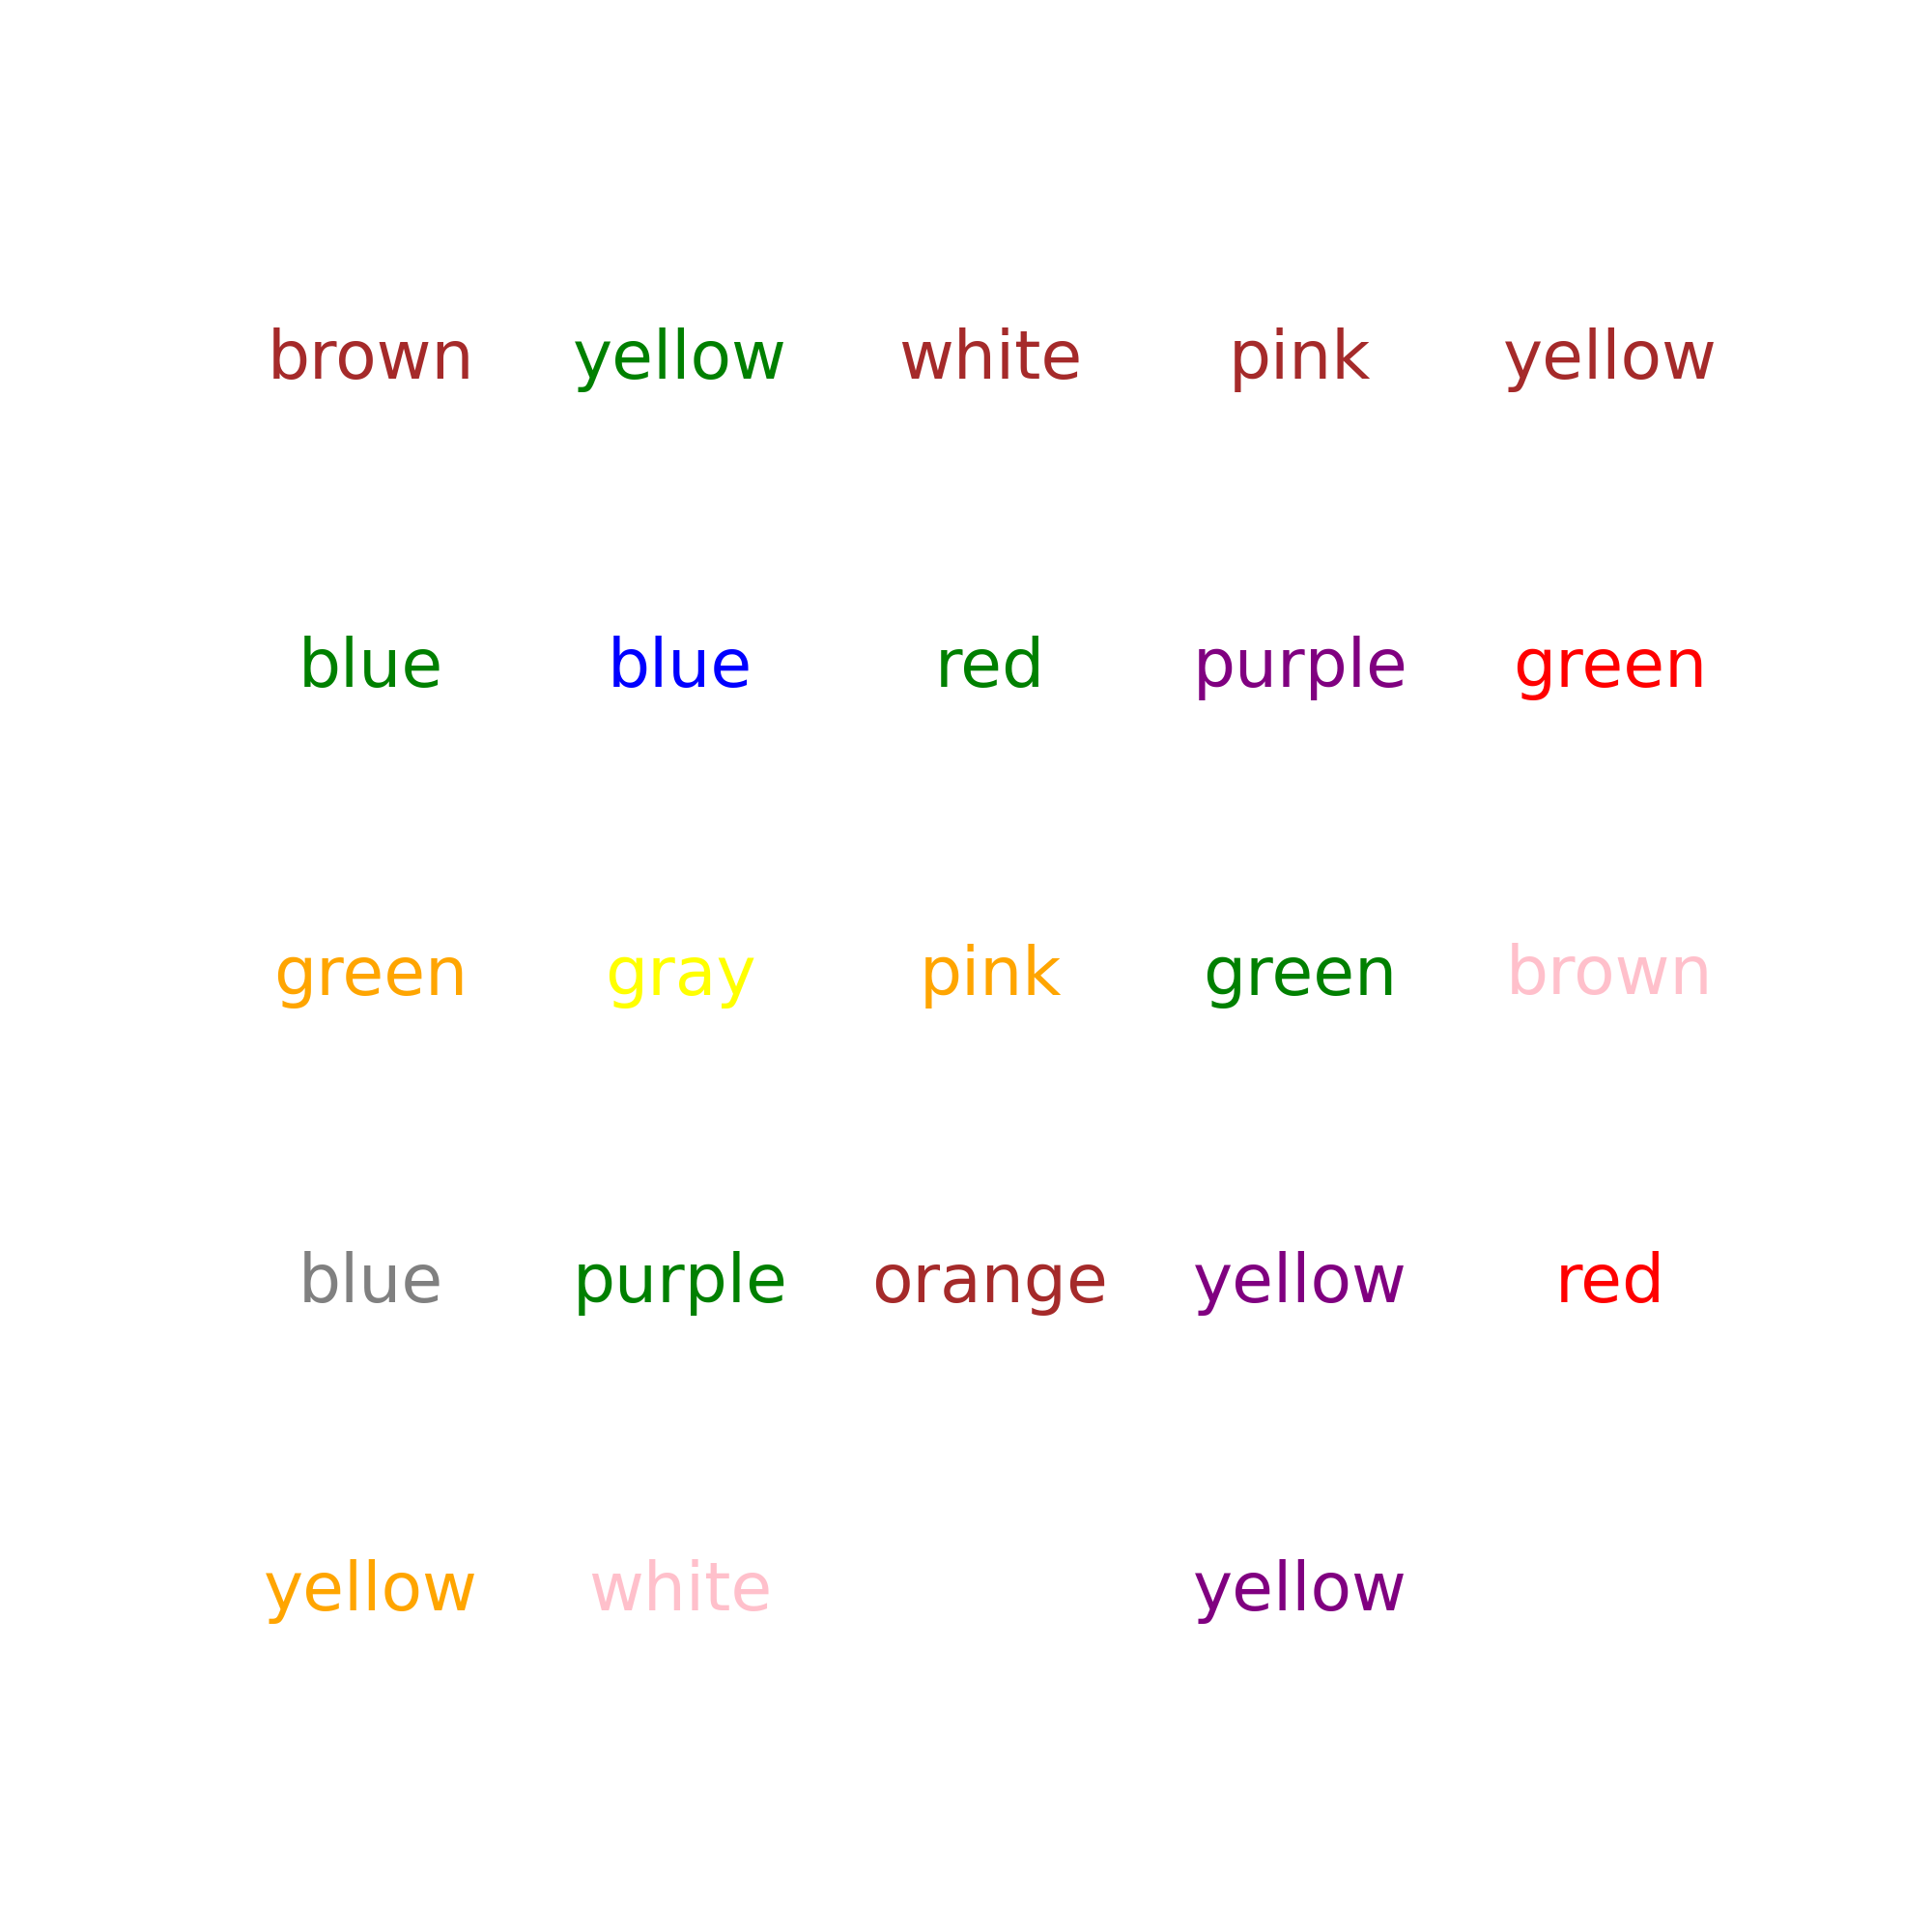 brown yellow white pink yellow
blue blue red purple green
green gray pink green brown
blue purple orange yellow red
yellow white yellow